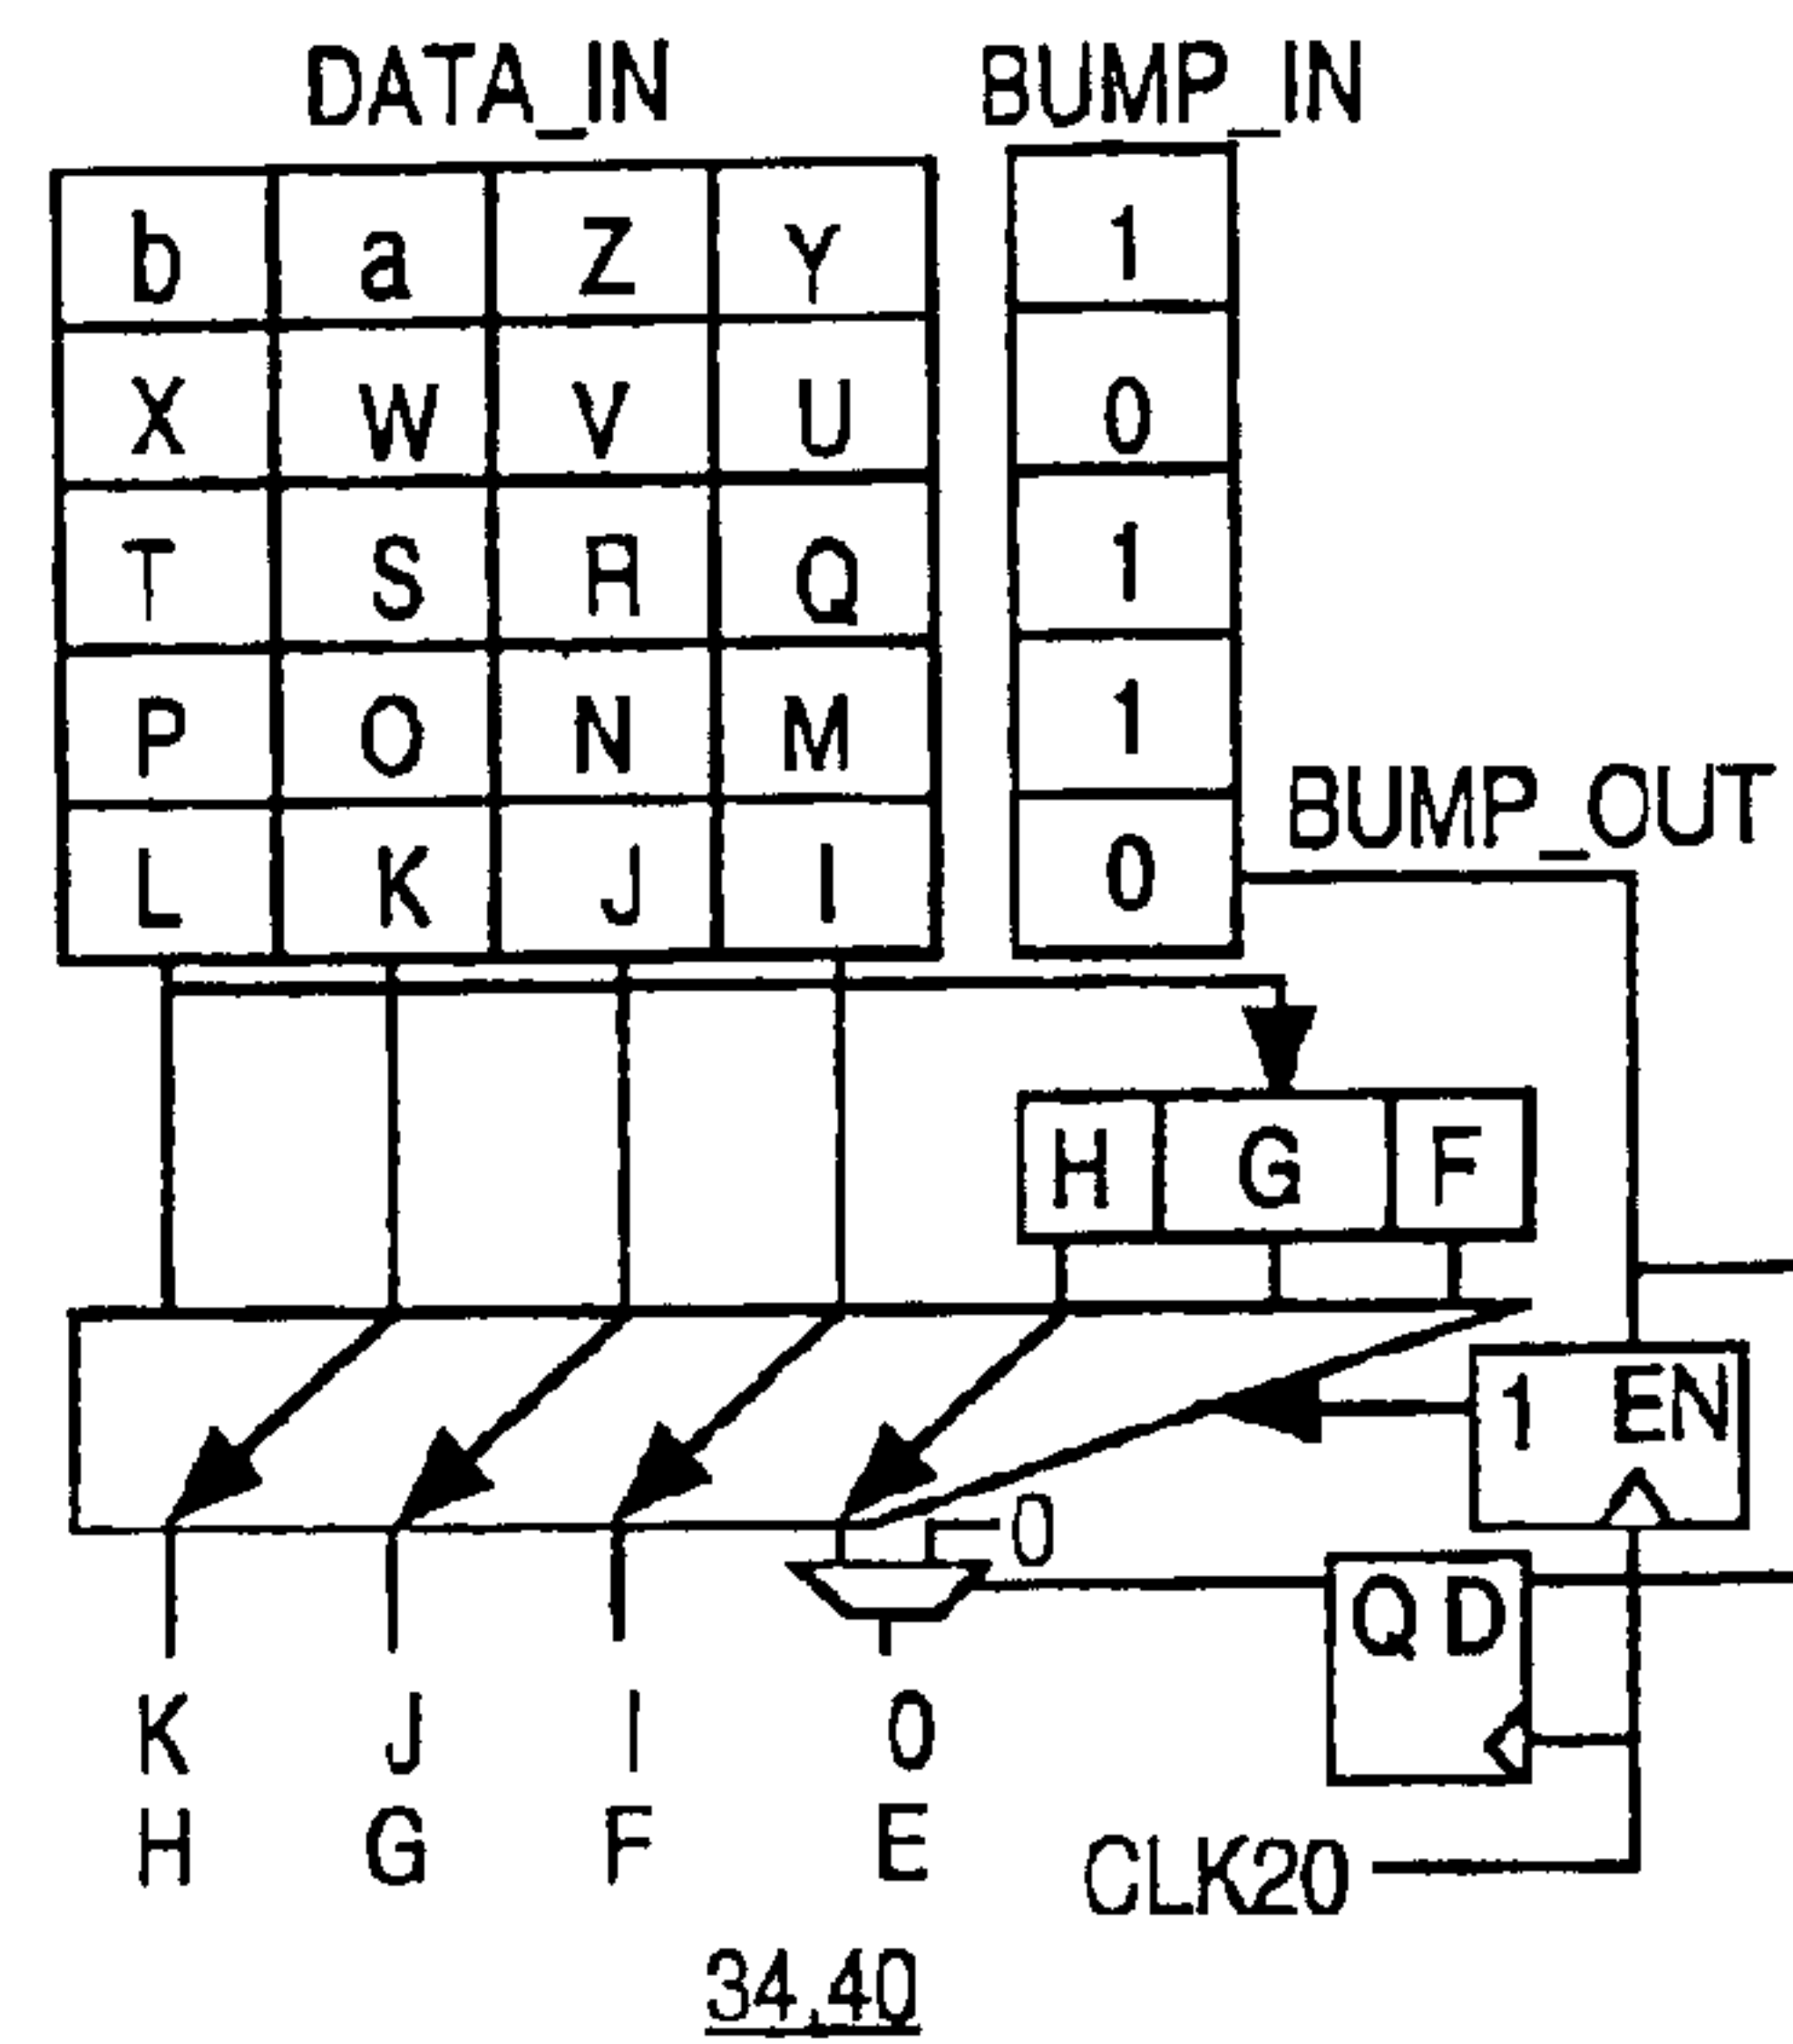 DATA_IN BUMP_IN
b a Z Y 1
X W V U 0
T S R Q 1
P O N M 1
BUMP_OUT
L K J I 0
H G F
1 EN
0
Q D
K J I 0
H G F E
CLK20
34,40